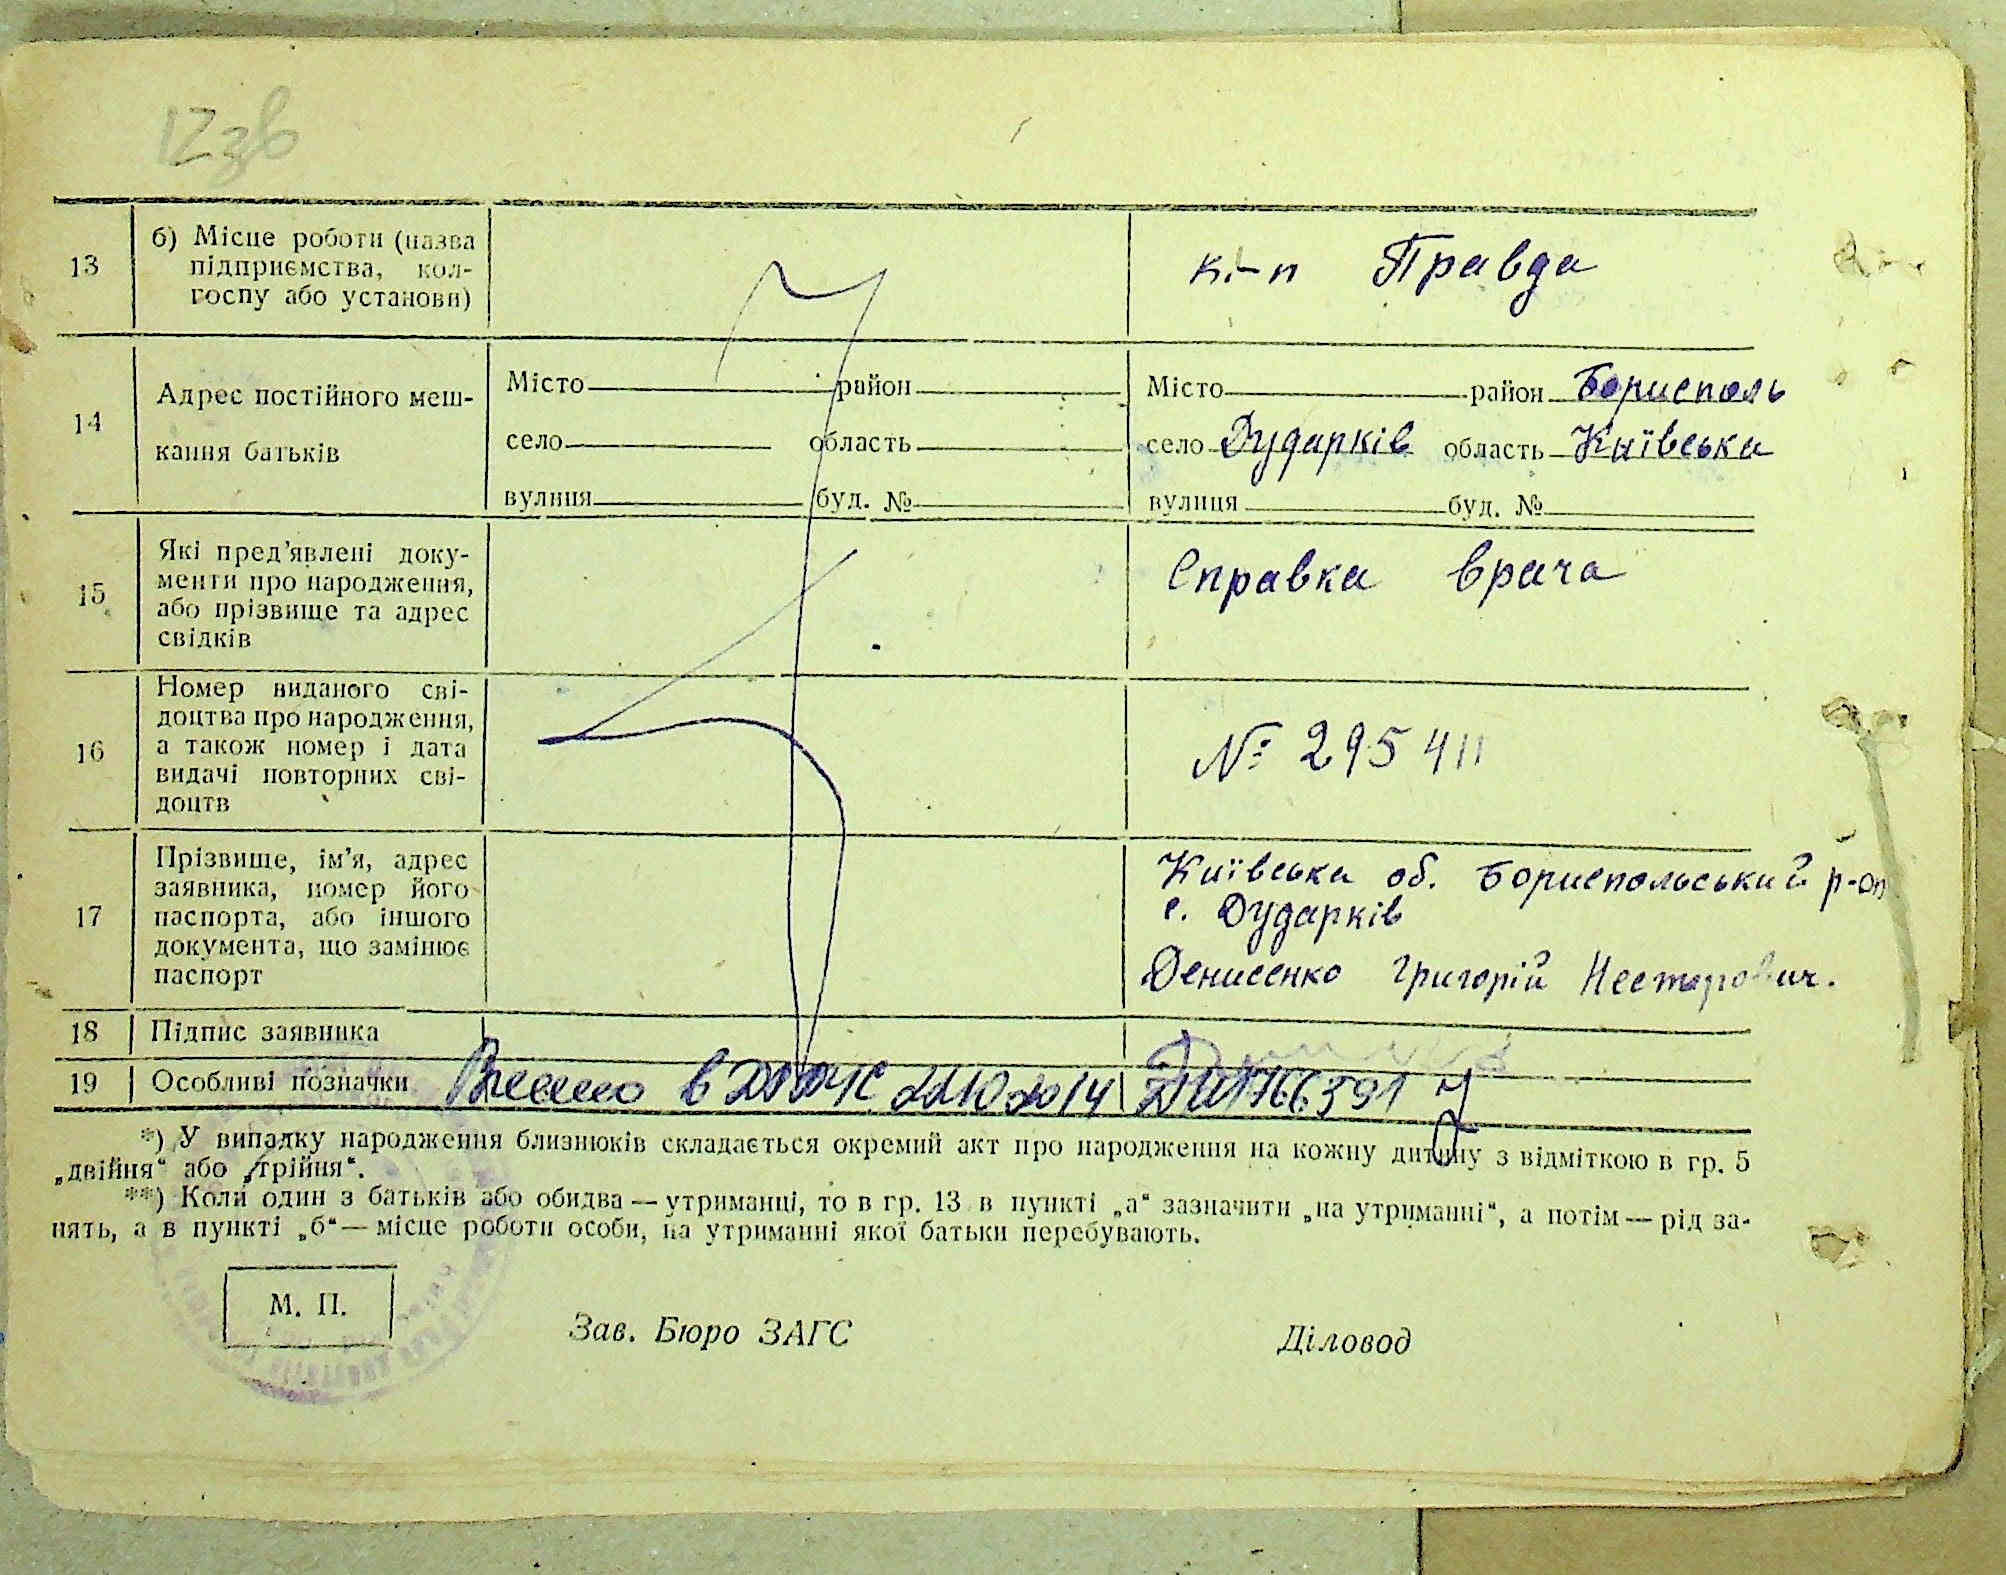 12зв
13
б) Місце роботи (назва
підприємства, кол-
госпу або установи)
к-п Правда
14
Адрес постійного меш-
кання батьків
Місто район
село область
вулиця буд. №
Місто район Борисполь
село Дударків область Київська
вулиця буд. №
15
Які пред'явлені доку-
менти про народження,
або прізвище та адрес
свідків
Справка врача
16
Номер виданого сві-
доцтва про народження,
а також номер і дата
видачі повторних сві-
доцтв
№ 295411
17
Прізвище, ім'я, адрес
заявника, номер його
паспорта, або іншого
документа, що замінює
паспорт
Київська об. Бориспольський р-он
с. Дударків
Денисенко Григорій Несторович.
18 Підпис заявника
19 Особливі позначки в 22102014
*) У випадку народження близнюків складається окремий акт про народження на кожну дитину з відміткою в гр. 5
„двійня“ або „трійня“.
**) Коли один з батьків або обидва — утриманці, то в гр. 13 в пункті „а“ зазначити „на утриманні“, а потім — рід за-
нять, а в пункті „б“ — місце роботи особи, на утриманні якої батьки перебувають.
М. П.
Зав. Бюро ЗАГС
Діловод